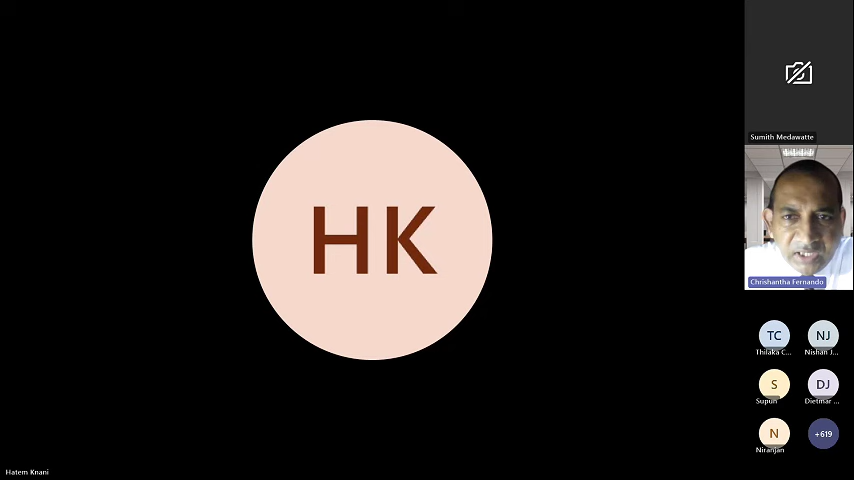 HK
Hatem Knani
Sumith Medawatte
Chrishantha Fernando
TC
NJ
Thilaka C...
Nishan J...
S
DJ
Supun
Dietmar ...
N
+619
Niranjan